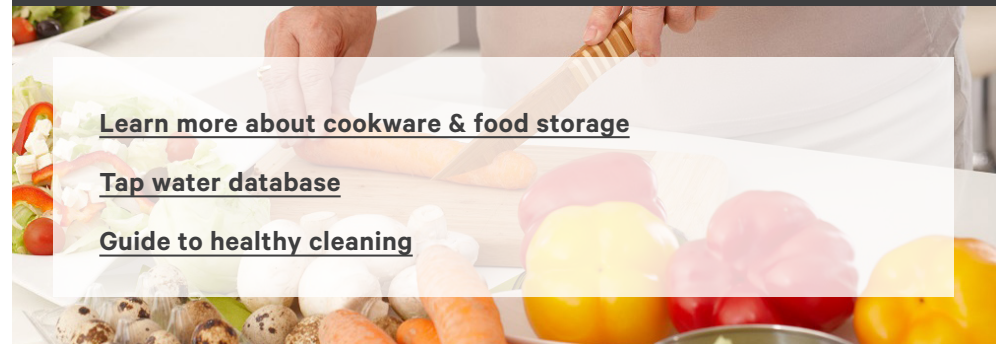 Learn more about cookware & food storage
Tap water database
Guide to healthy cleaning